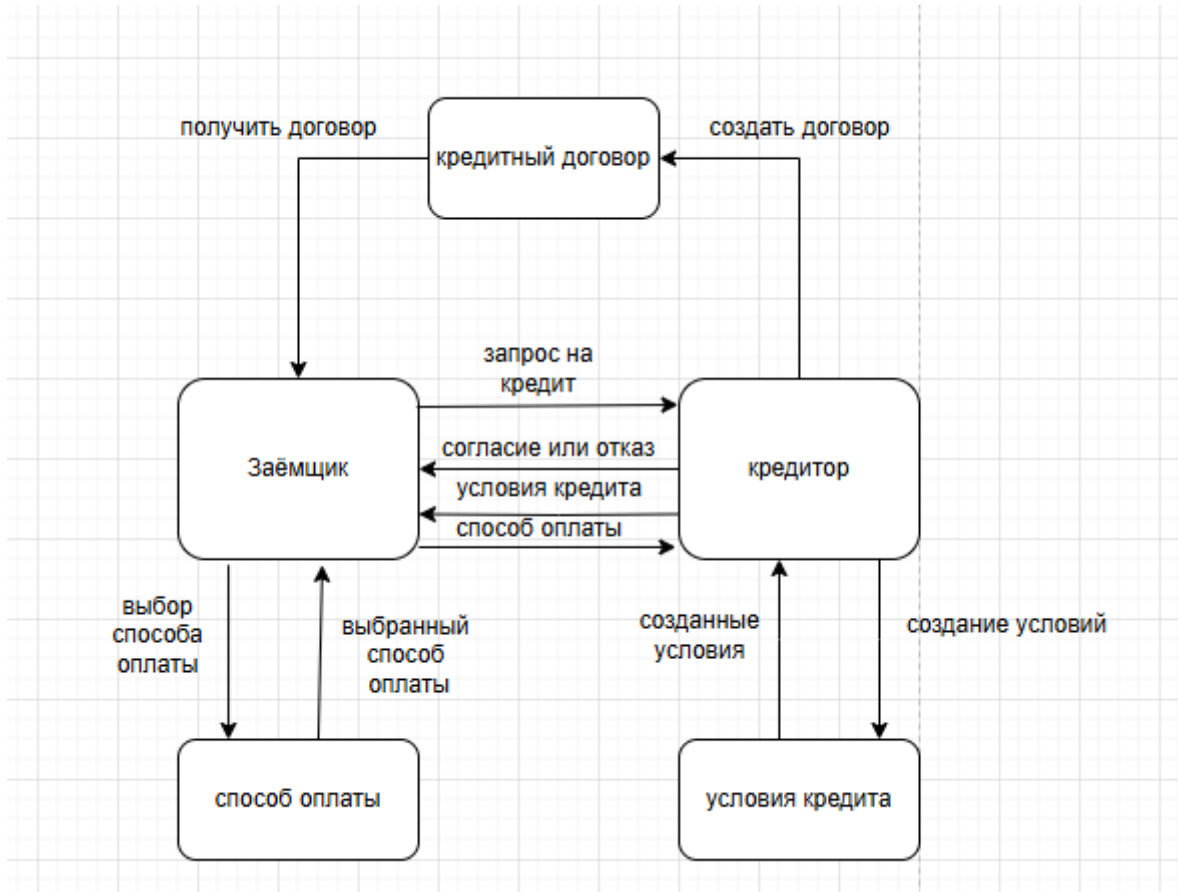 получить договор
создать договор
кредитный договор
запрос на
кредит
Заёмщик
согласие или отказ
кредитор
условия кредита
способ оплаты
выбор
способа
оплаты
выбранный
способ
оплаты
созданные
условия
создание условий
способ оплаты
условия кредита